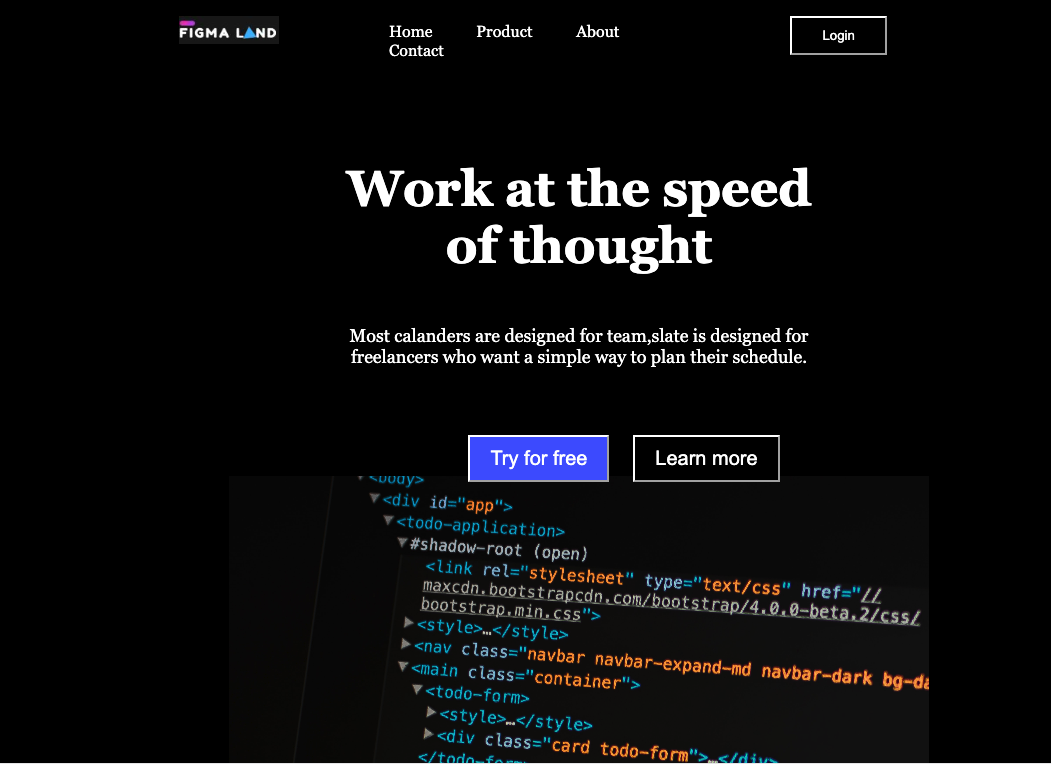 FIGMA LAND
Home Product About
Contact
Login
Work at the speed
of thought
Most calanders are designed for team,slate is designed for
freelancers who want a simple way to plan their schedule.
Try for free Learn more
<body>
▼<div id="app">
▼<todo-application>
▼#shadow-root (open)
<link rel="stylesheet" type="text/css" href="//
maxcdn.bootstrapcdn.com/bootstrap/4.0.0-beta.2/css/
bootstrap.min.css">
▶<style>…</style>
▶<nav class="navbar navbar-expand-md navbar-dark bg-da
▼<main class="container">
▼<todo-form>
▶<style>…</style>
▶<div class="card todo-form">…</div>
</todo-form>